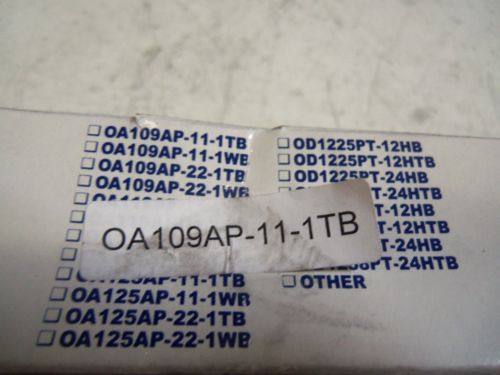 OA109AP-11-1TB
OA109AP-11-1WB
OA109AP-22-1TB
OA109AP-22-1WB
OA109AP-11-1TB
OA125AP-11-1TB
OA125AP-11-1WB
OA125AP-22-1TB
OA125AP-22-1WB
OD1225PT-12HB
OD1225PT-12HTB
OD1225PT-24HB
-24HTB
T-12HB
T-12HTB
T-24HB
PT-24HTB
OTHER